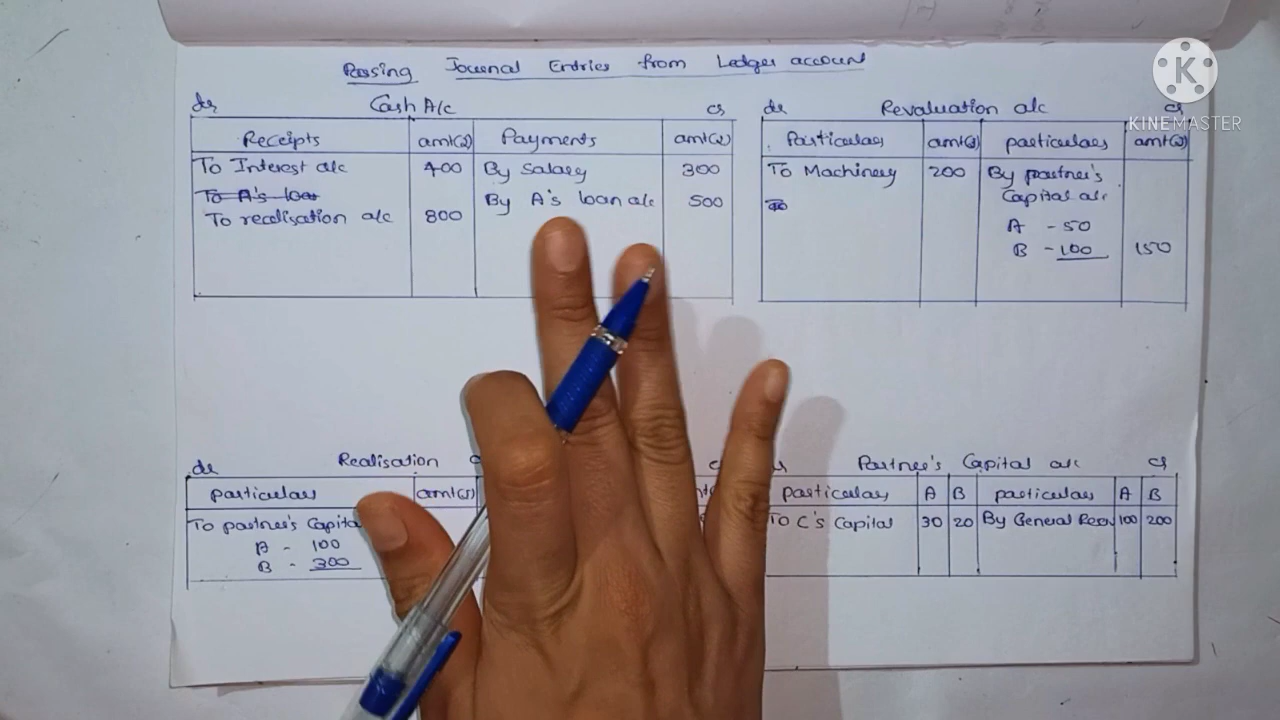 Passing Journal Entries from Ledger account
dr Cash A/c cr
Receipts amt(₹) Payments amt(₹)
To Interest a/c 400 By Salary 300
To A's loan
By A's loan a/c 500
To realisation a/c 800
dr Revaluation a/c cr
Particulars amt(₹) particulars amt(₹)
To Machinery 200 By partner's
Capital a/c
A - 50
B - 100 150
dr Realisation
particulars amt(₹)
To partner's Capital
A - 100
B - 300
Partner's Capital a/c cr
particulars A B particulars A B
To C's Capital 30 20 By General Reserv 100 200
K
KINEMASTER